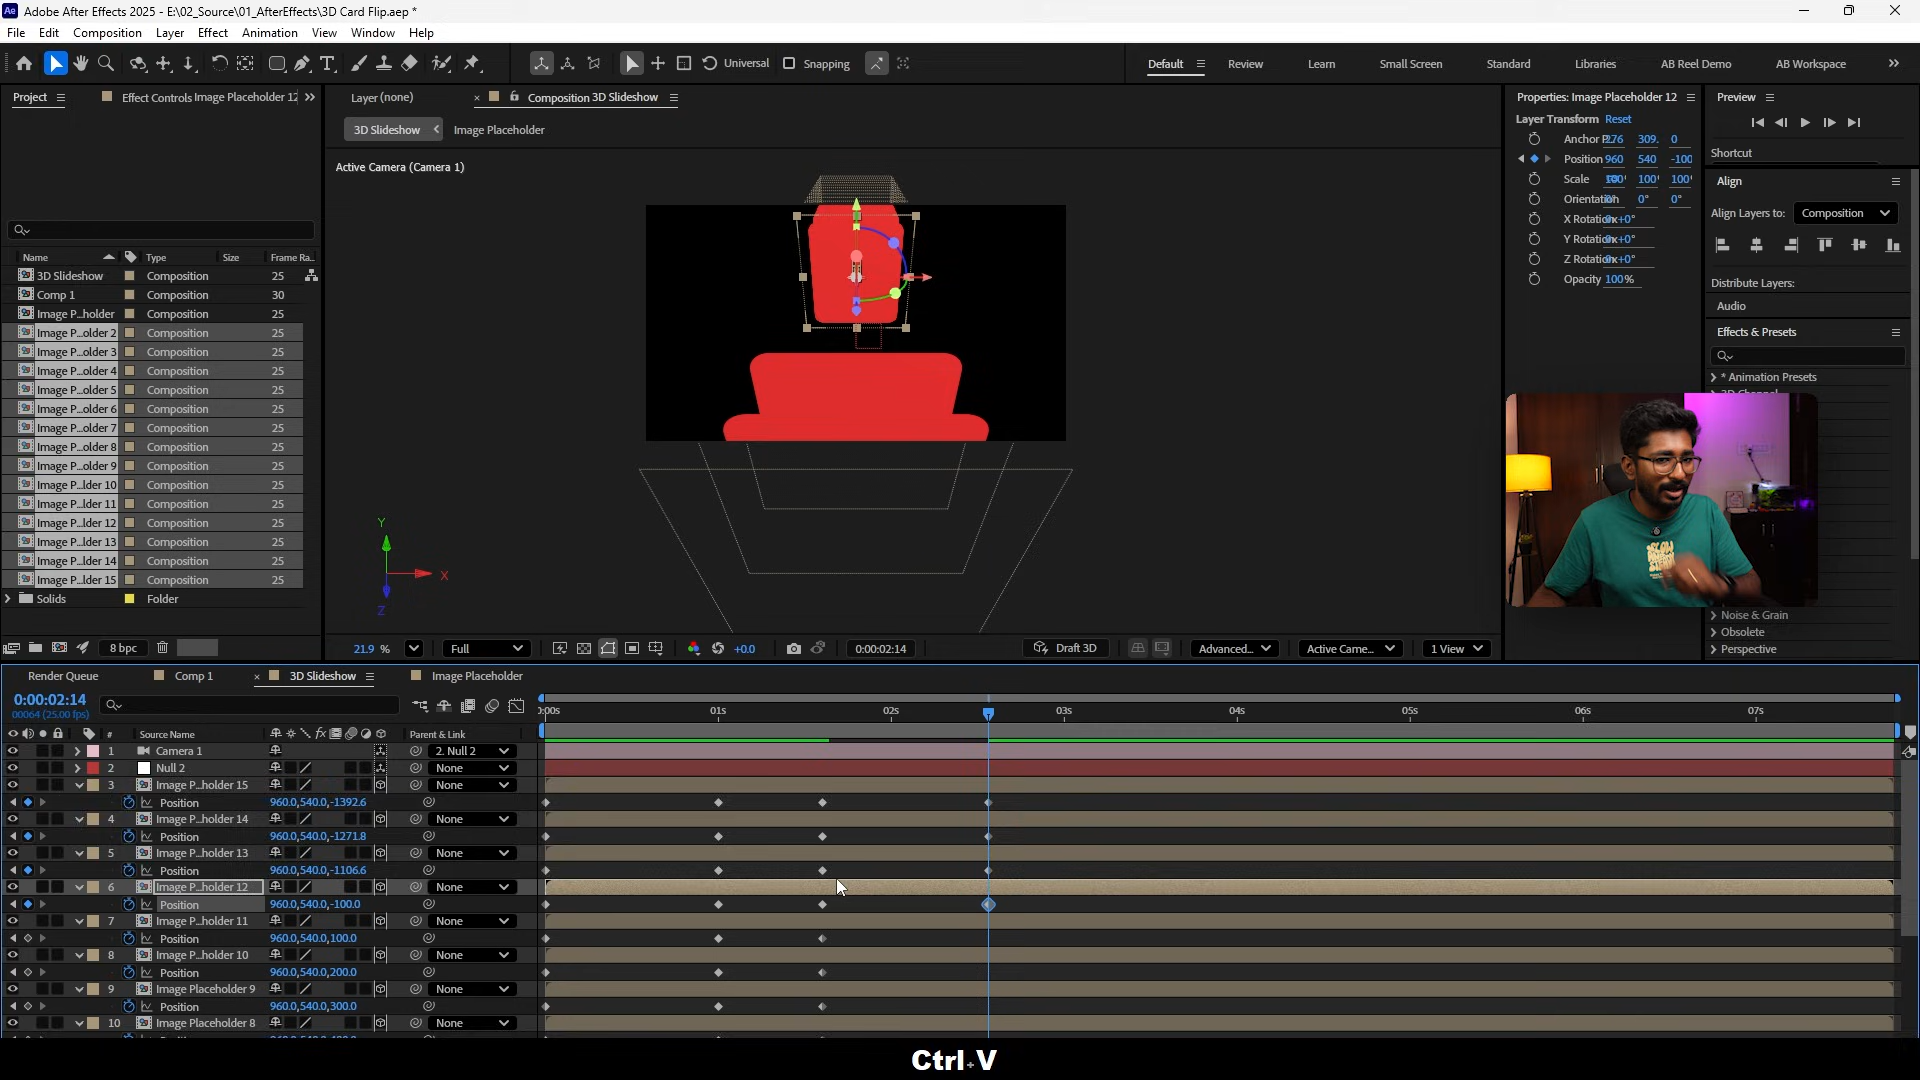 Adobe After Effects 2025 - E:\02_Source\01_AfterEffects\3D Card Flip.aep *
File Edit Composition Layer Effect Animation View Window Help
Universal Snapping
Default Review Learn Small Screen Standard Libraries AB Reel Demo AB Workspace
Project Effect Controls Image Placeholder 12
Layer (none) Composition 3D Slideshow
3D Slideshow Image Placeholder
Active Camera (Camera 1)
Name Type Size Frame Ra..
3D Slideshow Composition 25
Comp 1 Composition 30
Image P...holder Composition 25
Image P...older 2 Composition 25
Image P...older 3 Composition 25
Image P...older 4 Composition 25
Image P...older 5 Composition 25
Image P...older 6 Composition 25
Image P...older 7 Composition 25
Image P...older 8 Composition 25
Image P...older 9 Composition 25
Image P...lder 10 Composition 25
Image P...lder 11 Composition 25
Image P...lder 12 Composition 25
Image P...lder 13 Composition 25
Image P...lder 14 Composition 25
Image P...lder 15 Composition 25
Solids Folder
8 bpc
Y
X
Z
21.9 % Full +0.0 0:00:02:14 Draft 3D Advanced... Active Came... 1 View
Properties: Image Placeholder 12
Layer Transform Reset
Anchor P 276 309. 0
Position 960 540 -100
Scale 100 100 100
Orientation 0° 0° 0°
X Rotation 0x+0°
Y Rotation 0x+0°
Z Rotation 0x+0°
Opacity 100%
Preview
Shortcut
Align
Align Layers to: Composition
Distribute Layers:
Audio
Effects & Presets
* Animation Presets
3D Channel
Noise & Grain
Obsolete
Perspective
Render Queue Comp 1 3D Slideshow Image Placeholder
0:00:02:14
00064 (25.00 fps)
0:00s 01s 02s 03s 04s 05s 06s 07s
# Source Name Parent & Link
1 Camera 1 2. Null 2
2 Null 2 None
3 Image P...holder 15 None
Position 960.0,540.0,-1392.6
4 Image P...holder 14 None
Position 960.0,540.0,-1271.8
5 Image P...holder 13 None
Position 960.0,540.0,-1106.6
6 Image P...holder 12 None
Position 960.0,540.0,-100.0
7 Image P...holder 11 None
Position 960.0,540.0,100.0
8 Image P...holder 10 None
Position 960.0,540.0,200.0
9 Image Placeholder 9 None
Position 960.0,540.0,300.0
10 Image Placeholder 8 None
Ctrl+V